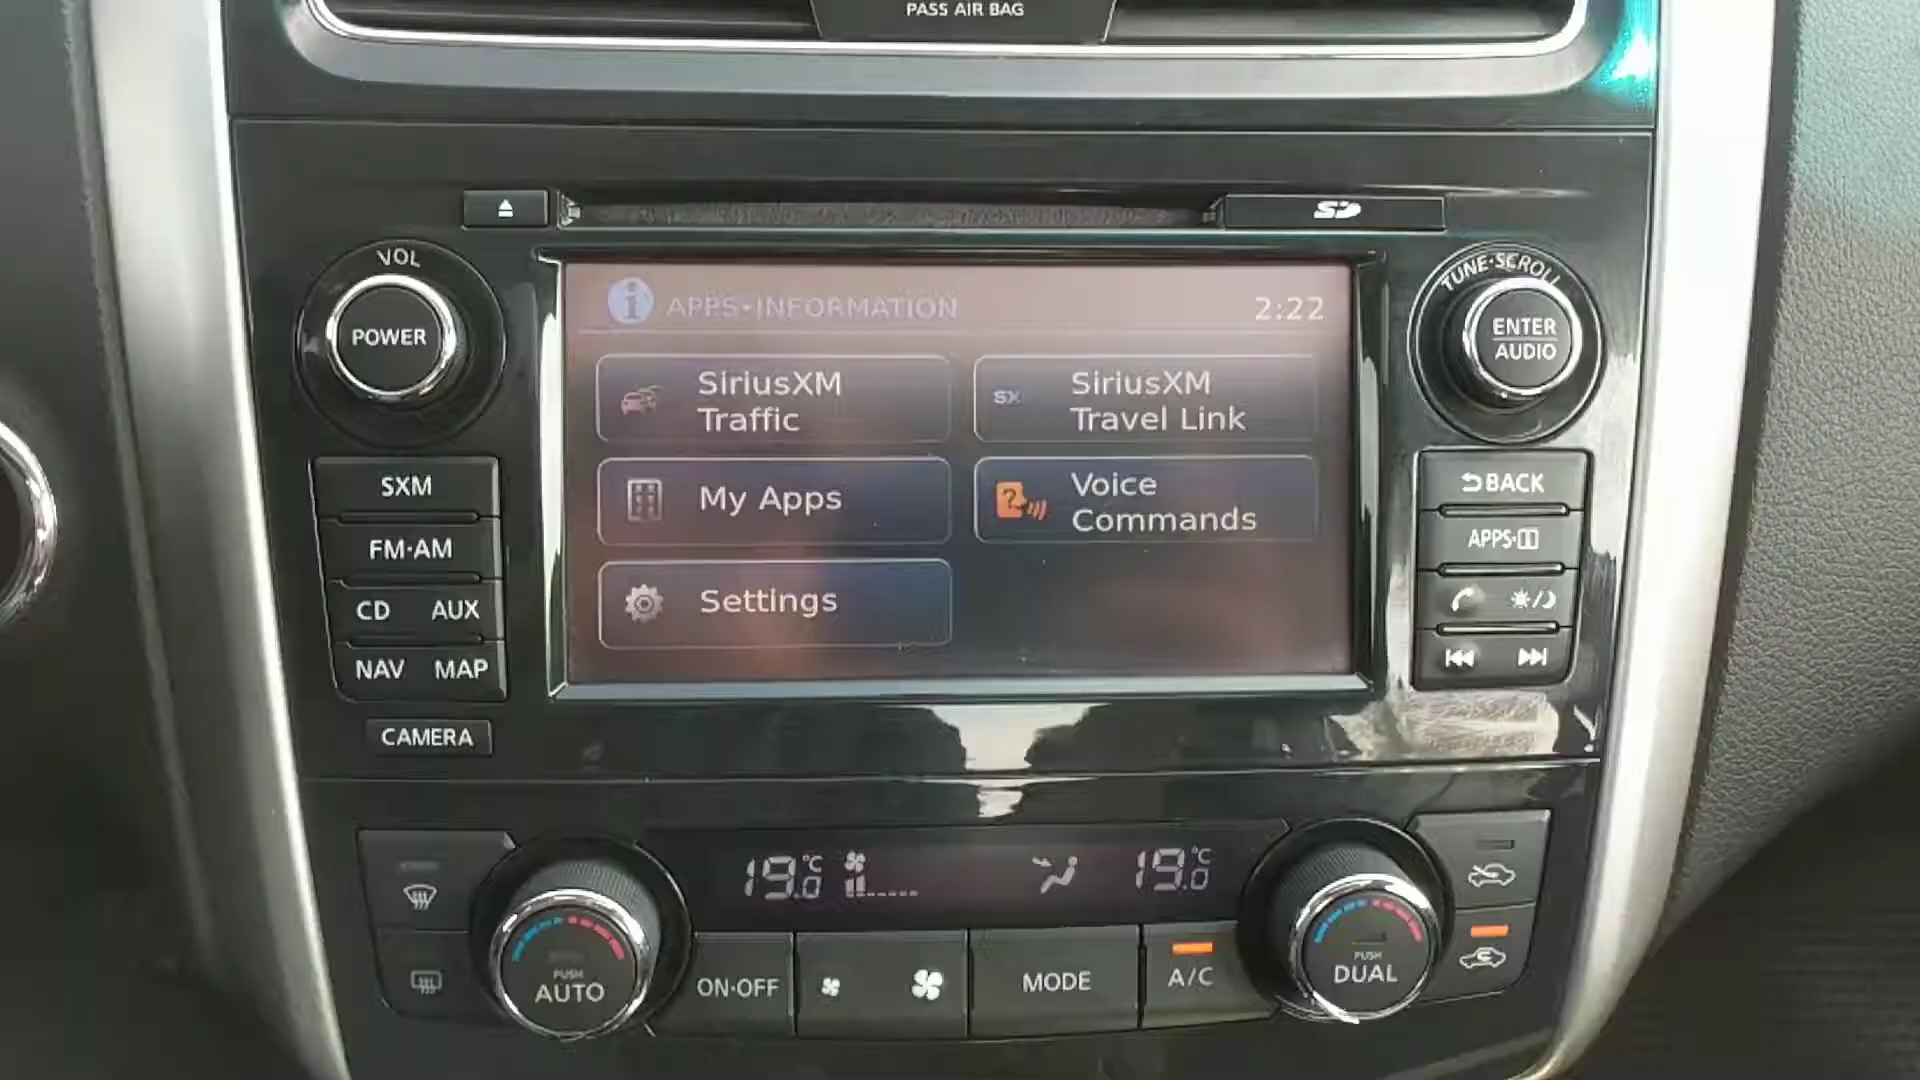 PASS AIR BAG
SD
VOL
POWER
TUNE·SCROLL
ENTER
AUDIO
i APPS•INFORMATION
2:22
SiriusXM
Traffic
SX
SiriusXM
Travel Link
My Apps
?
Voice
Commands
Settings
SXM
FM·AM
CD AUX
NAV MAP
CAMERA
BACK
APPS·i
19.0 °C
19.0 °C
PUSH
AUTO
ON·OFF
MODE
A/C
PUSH
DUAL